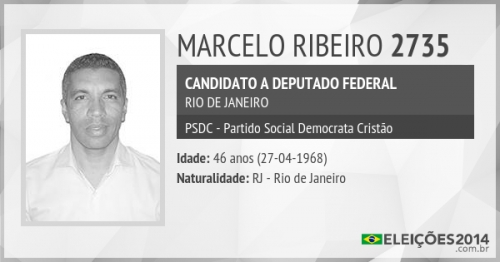 MARCELO RIBEIRO 2735
CANDIDATO A DEPUTADO FEDERAL
RIO DE JANEIRO
PSDC - Partido Social Democrata Cristão
Idade: 46 anos (27-04-1968)
Naturalidade: RJ - Rio de Janeiro
ELEIÇÕES2014
.com.br